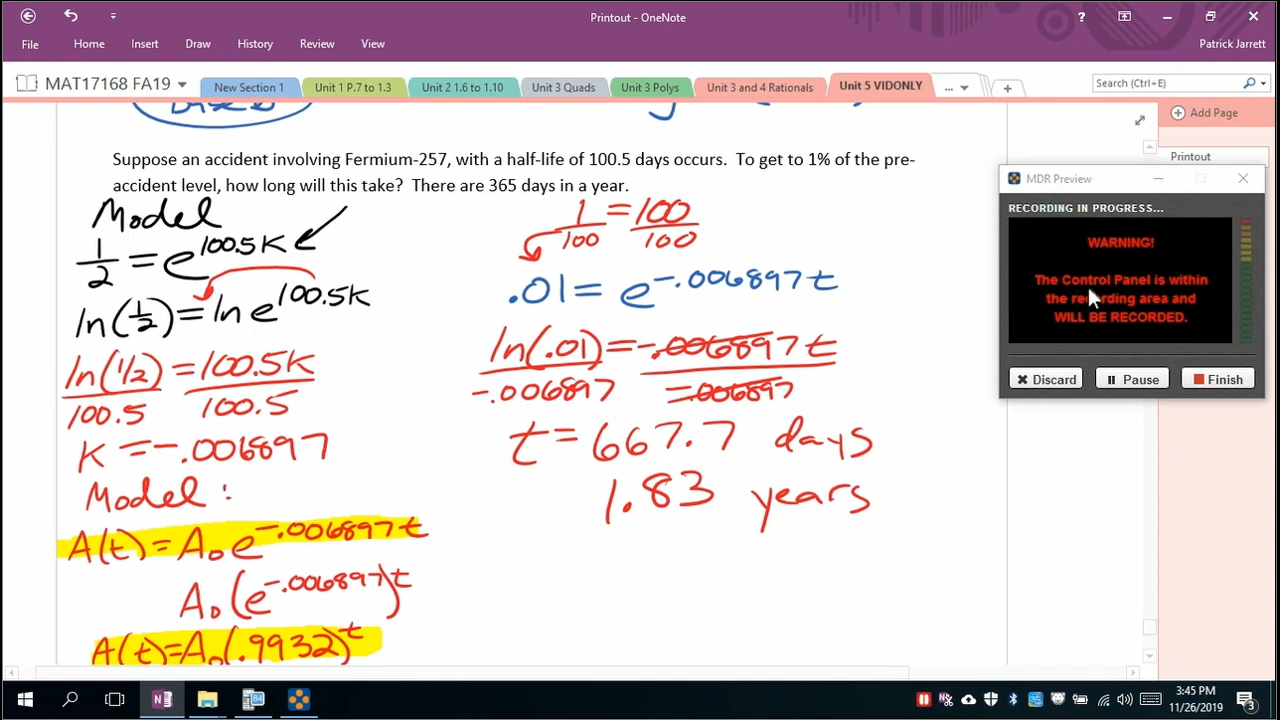 Printout - OneNote
File Home Insert Draw History Review View
Patrick Jarrett
MAT17168 FA19
New Section 1 Unit 1 P.7 to 1.3 Unit 2 1.6 to 1.10 Unit 3 Quads Unit 3 Polys Unit 3 and 4 Rationals Unit 5 VIDONLY ...
Search (Ctrl+E)
Add Page
Printout
Suppose an accident involving Fermium-257, with a half-life of 100.5 days occurs. To get to 1% of the pre-
accident level, how long will this take? There are 365 days in a year.
Model
1/2 = e^100.5K
ln(1/2) = ln e^100.5K
ln(1/2) = 100.5K
100.5 100.5
K = -.006897
Model :
A(t) = A₀e^-.006897t
A₀(e^-.006897)^t
A(t) = A₀(.9932)^t
1 = 100
100 100
.01 = e^-.006897t
ln(.01) = -.006897t
-.006897 -.006897
t = 667.7 days
1.83 years
MDR Preview
RECORDING IN PROGRESS...
WARNING!
The Control Panel is within
the recording area and
WILL BE RECORDED.
Discard Pause Finish
3:45 PM
11/26/2019
3